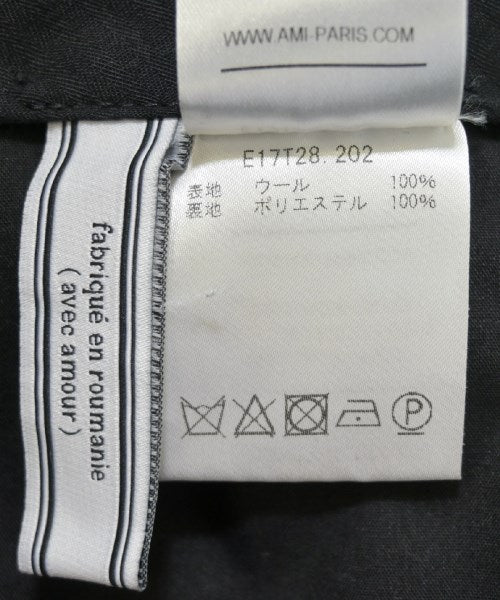 WWW.AMI-PARIS.COM
E17T28.202
表地 ウール 100%
裏地 ポリエステル 100%
P
fabriqué en roumanie
(avec amour)